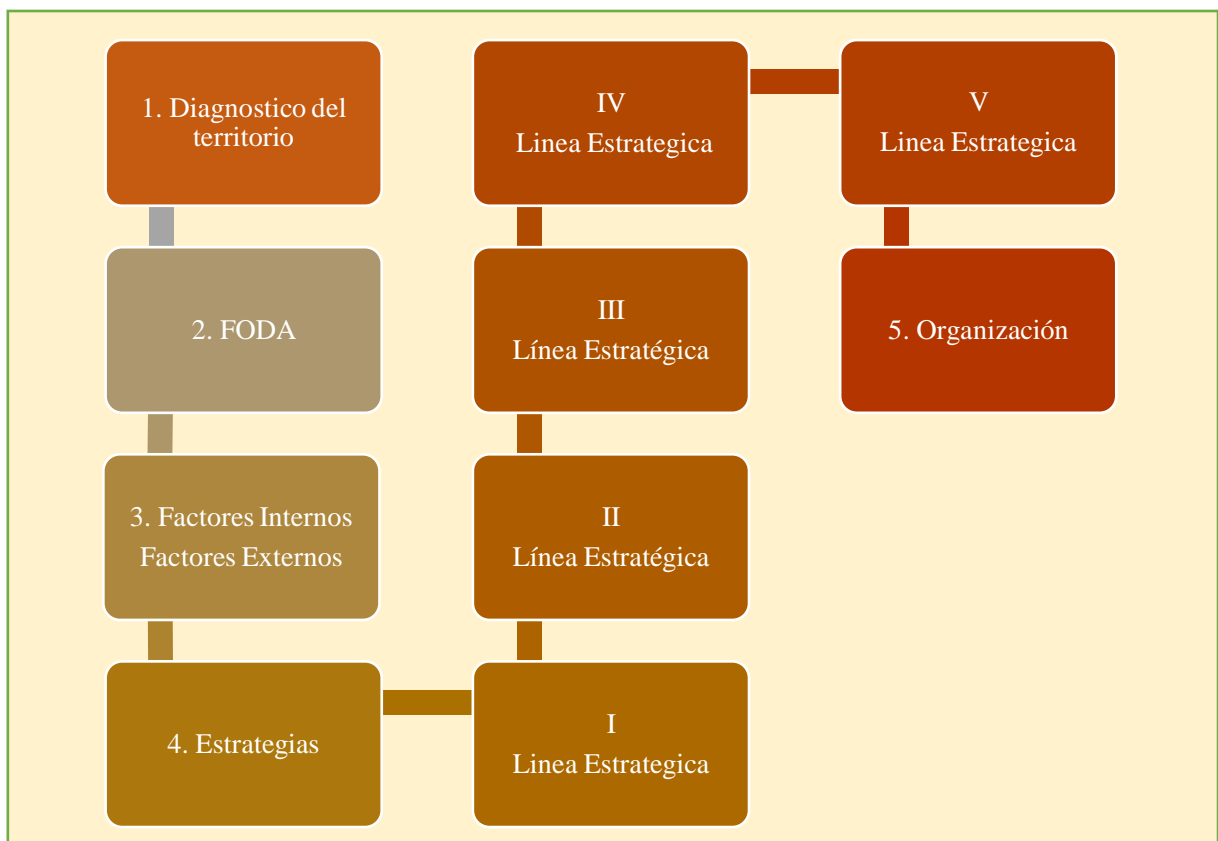 1. Diagnostico del
territorio
2. FODA
3. Factores Internos
Factores Externos
4. Estrategias
I
Linea Estrategica
II
Línea Estratégica
III
Línea Estratégica
IV
Linea Estrategica
V
Linea Estrategica
5. Organización